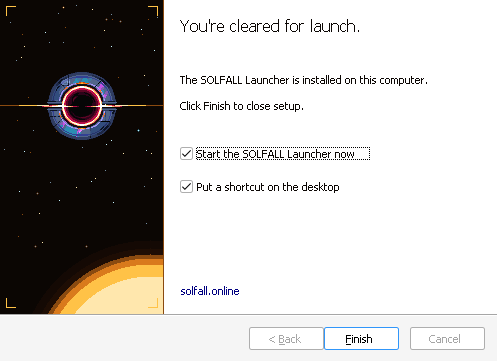 You're cleared for launch.
The SOLFALL Launcher is installed on this computer.
Click Finish to close setup.
Start the SOLFALL Launcher now
Put a shortcut on the desktop
solfall.online
< Back
Finish
Cancel